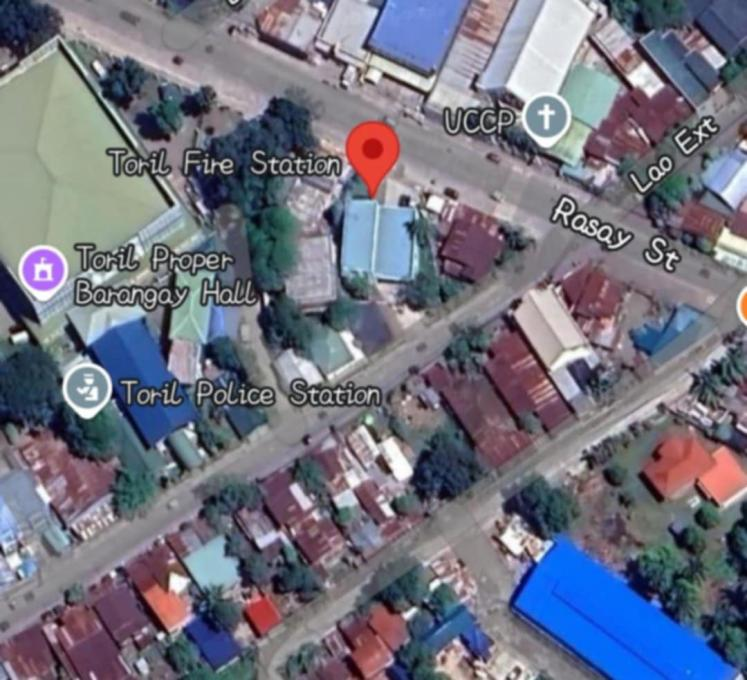 UCCP
Toril Fire Station
Lao Ext
Rasay St
Toril Proper
Barangay Hall
Toril Police Station